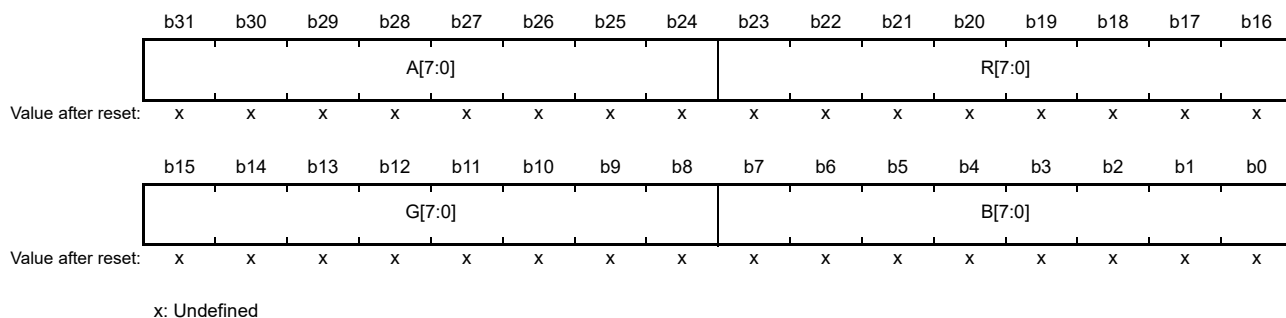 b31 b30 b29 b28 b27 b26 b25 b24 b23 b22 b21 b20 b19 b18 b17 b16
A[7:0] R[7:0]
Value after reset: x x x x x x x x x x x x x x x x
b15 b14 b13 b12 b11 b10 b9 b8 b7 b6 b5 b4 b3 b2 b1 b0
G[7:0] B[7:0]
Value after reset: x x x x x x x x x x x x x x x x
x: Undefined